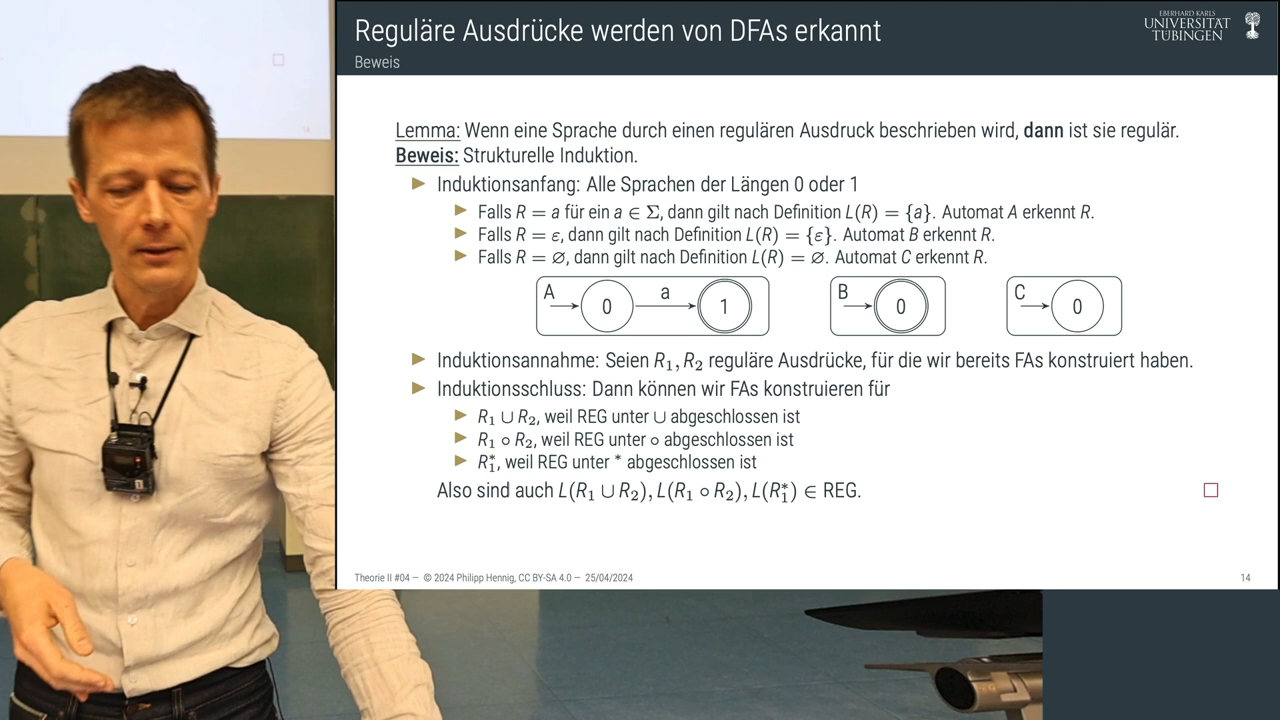 Reguläre Ausdrücke werden von DFAs erkannt
Beweis
EBERHARD KARLS
UNIVERSITÄT
TÜBINGEN
Lemma: Wenn eine Sprache durch einen regulären Ausdruck beschrieben wird, dann ist sie regulär.
Beweis: Strukturelle Induktion.
Induktionsanfang: Alle Sprachen der Längen 0 oder 1
Falls R = a für ein a ∈ Σ, dann gilt nach Definition L(R) = {a}. Automat A erkennt R.
Falls R = ε, dann gilt nach Definition L(R) = {ε}. Automat B erkennt R.
Falls R = ∅, dann gilt nach Definition L(R) = ∅. Automat C erkennt R.
A 0 a 1
B 0
C 0
Induktionsannahme: Seien R₁, R₂ reguläre Ausdrücke, für die wir bereits FAs konstruiert haben.
Induktionsschluss: Dann können wir FAs konstruieren für
R₁ ∪ R₂, weil REG unter ∪ abgeschlossen ist
R₁ ∘ R₂, weil REG unter ∘ abgeschlossen ist
R₁*, weil REG unter * abgeschlossen ist
Also sind auch L(R₁ ∪ R₂), L(R₁ ∘ R₂), L(R₁*) ∈ REG. □
Theorie II #04 – © 2024 Philipp Hennig, CC BY-SA 4.0 – 25/04/2024
14